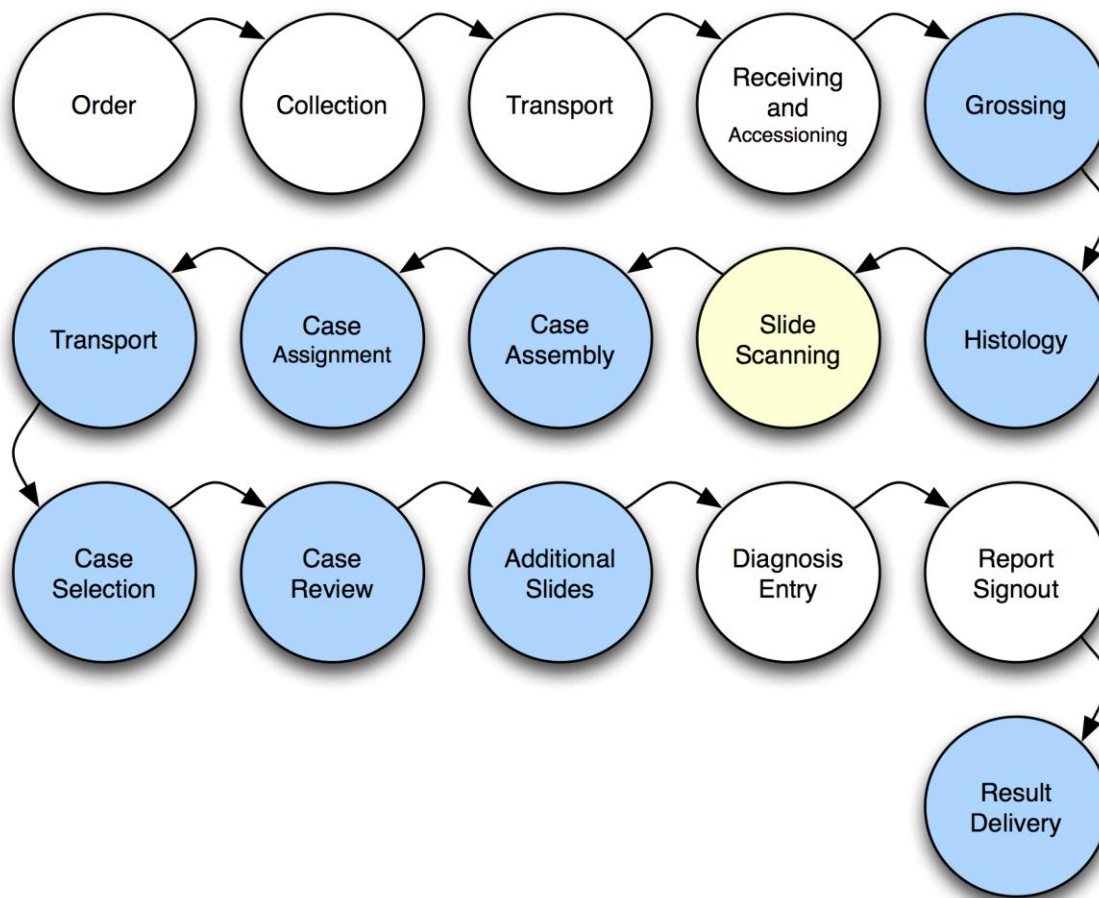 Order
Collection
Transport
Receiving
and
Accessioning
Grossing
Transport
Case
Assignment
Case
Assembly
Slide
Scanning
Histology
Case
Selection
Case
Review
Additional
Slides
Diagnosis
Entry
Report
Signout
Result
Delivery